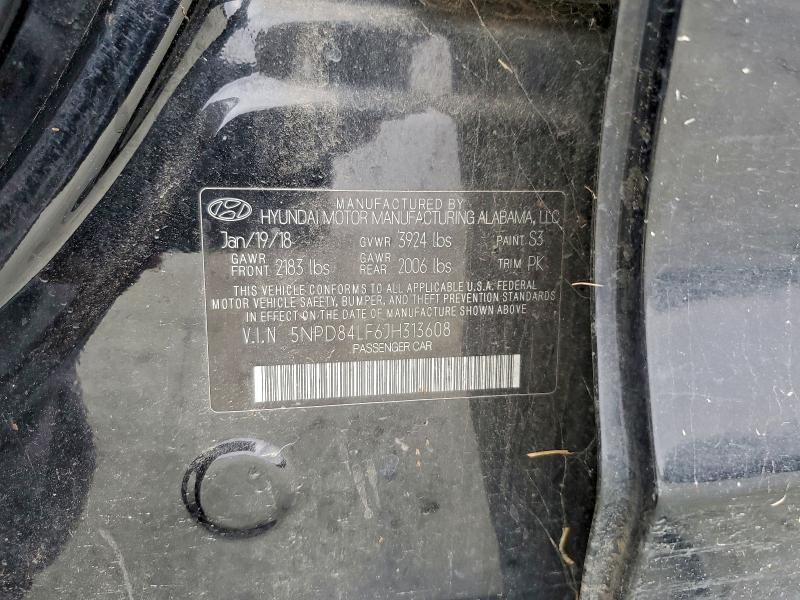 MANUFACTURED BY
HYUNDAI MOTOR MANUFACTURING ALABAMA, LLC
Jan/19/18 GVWR 3924 lbs PAINT S3
GAWR FRONT 2183 lbs GAWR REAR 2006 lbs TRIM PK
THIS VEHICLE CONFORMS TO ALL APPLICABLE U.S.A. FEDERAL
MOTOR VEHICLE SAFETY, BUMPER, AND THEFT PREVENTION STANDARDS
IN EFFECT ON THE DATE OF MANUFACTURE SHOWN ABOVE
V.I.N 5NPD84LF6JH313608
PASSENGER CAR